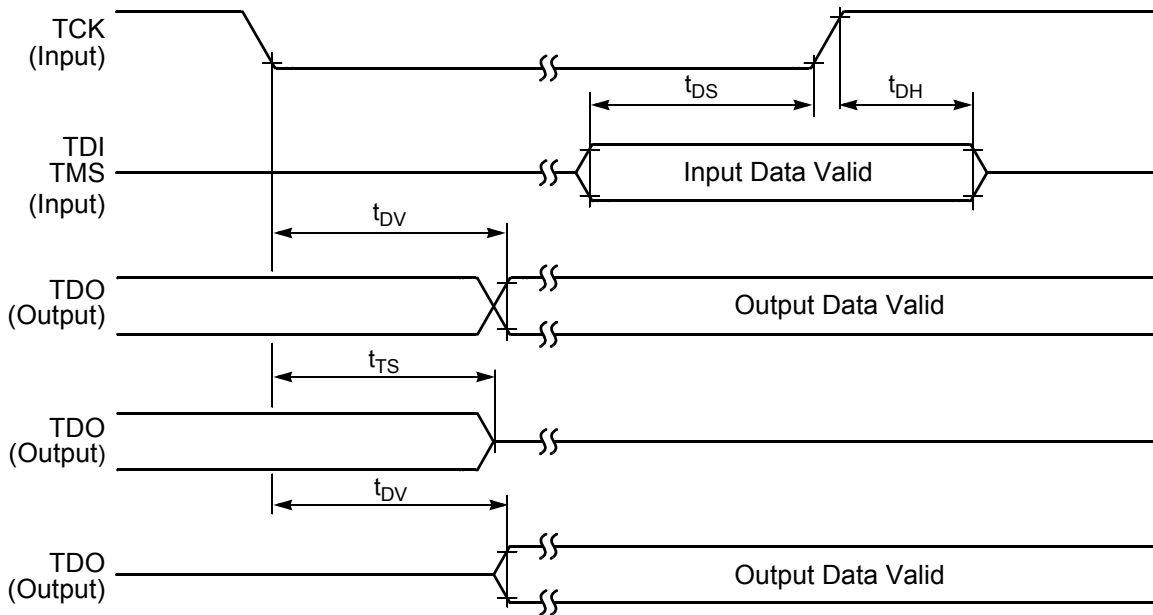 TCK
(Input)
tDS
tDH
TDI
TMS
(Input)
Input Data Valid
tDV
TDO
(Output)
Output Data Valid
tTS
TDO
(Output)
tDV
TDO
(Output)
Output Data Valid